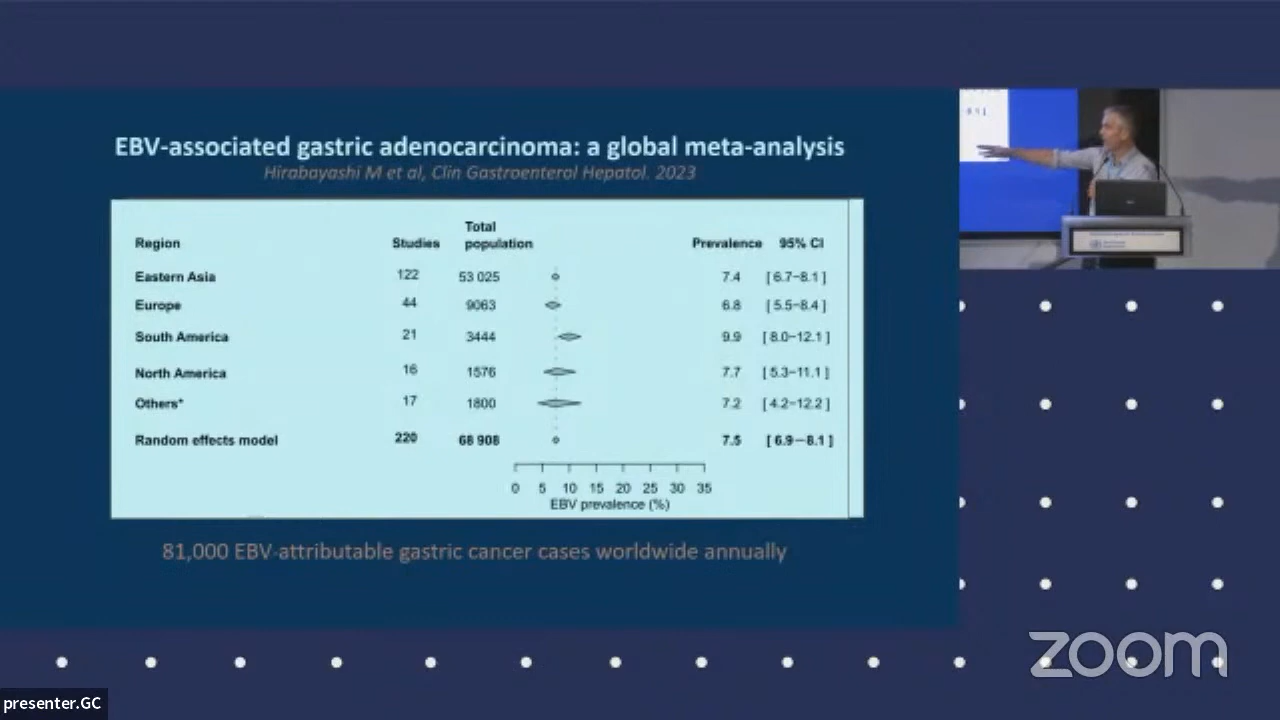 EBV-associated gastric adenocarcinoma: a global meta-analysis
Hirabayashi M et al, Clin Gastroenterol Hepatol. 2023
Region Studies Total population Prevalence 95% CI
Eastern Asia 122 53 025 7.4 [ 6.7–8.1 ]
Europe 44 9063 6.8 [ 5.5–8.4 ]
South America 21 3444 9.9 [ 8.0–12.1 ]
North America 16 1576 7.7 [ 5.3–11.1 ]
Others* 17 1800 7.2 [ 4.2–12.2 ]
Random effects model 220 68 908 7.5 [ 6.9–8.1 ]
0 5 10 15 20 25 30 35
EBV prevalence (%)
81,000 EBV-attributable gastric cancer cases worldwide annually
zoom
presenter.GC